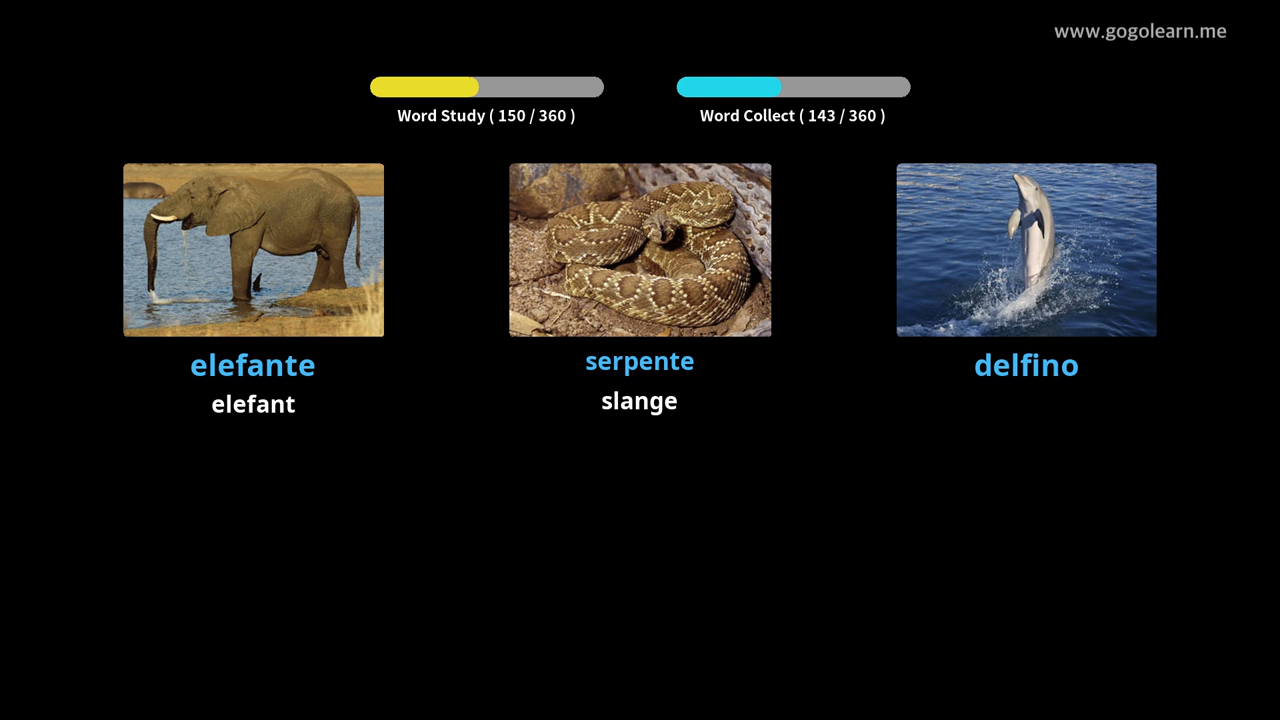 www.gogolearn.me
Word Study ( 150 / 360 )
Word Collect ( 143 / 360 )
elefante
elefant
serpente
slange
delfino